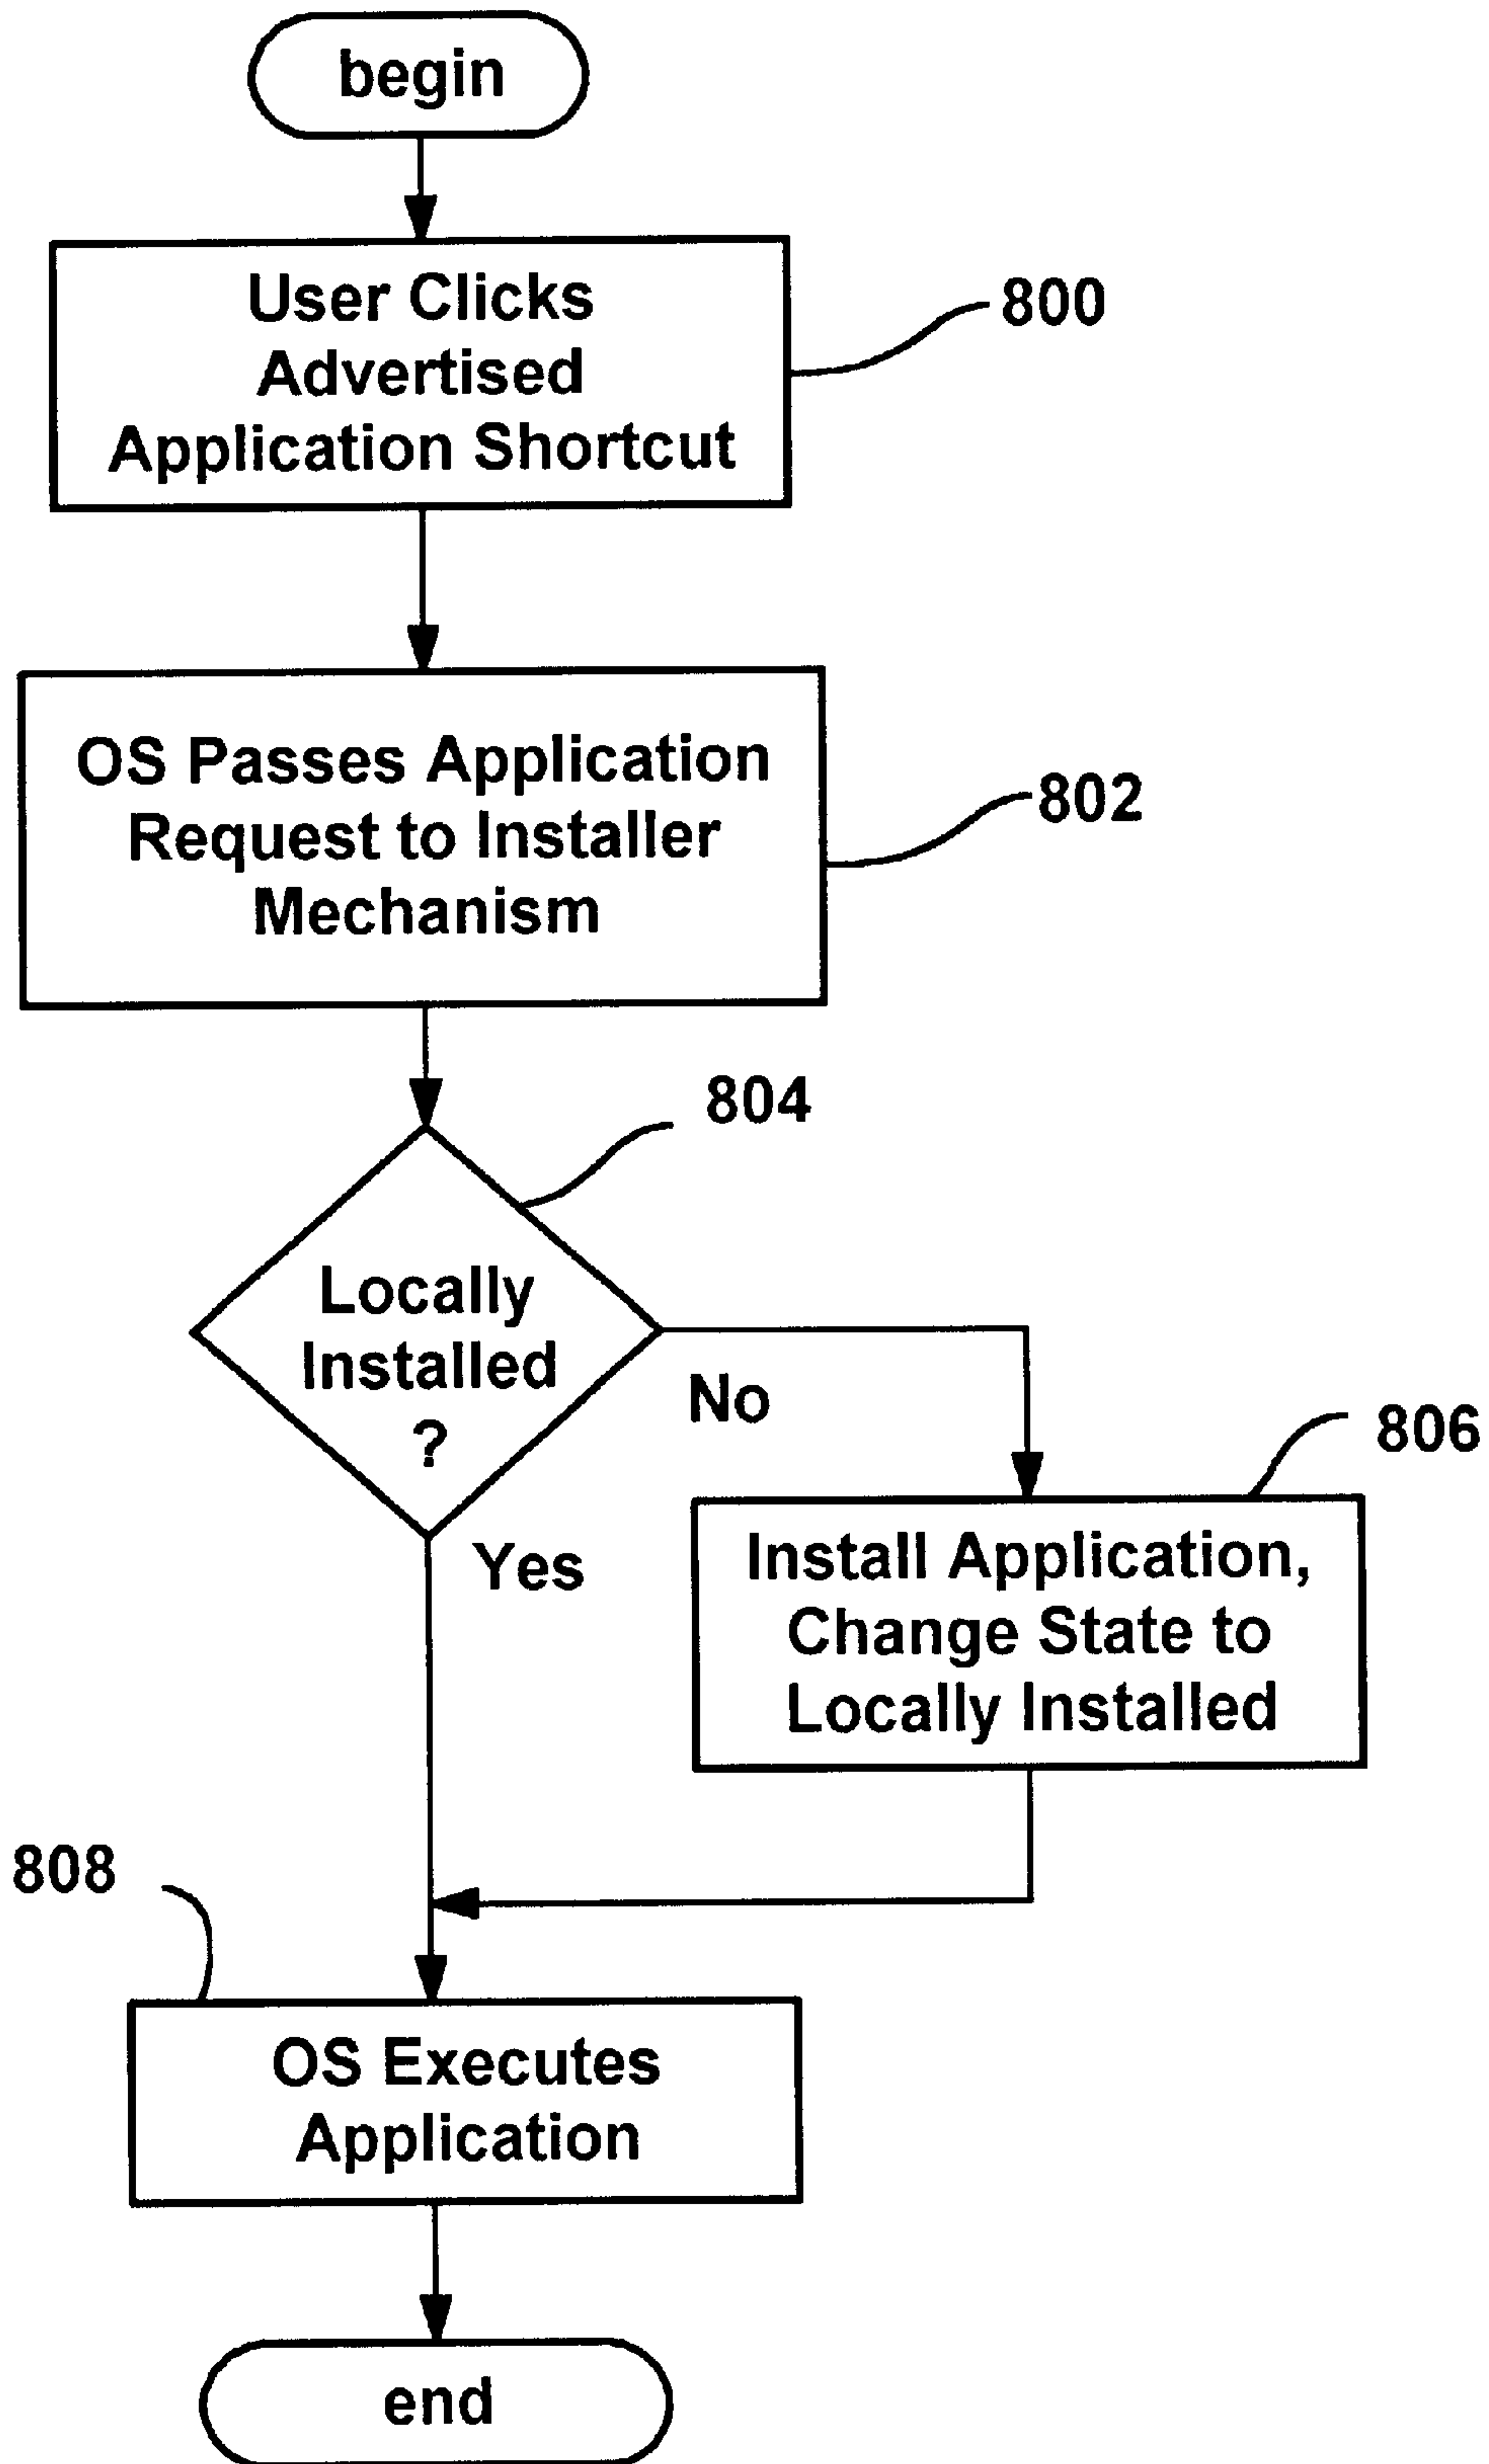 begin
User Clicks
Advertised
Application Shortcut
800
OS Passes Application
Request to Installer
Mechanism
802
804
Locally
Installed
?
No
Yes
806
Install Application,
Change State to
Locally Installed
808
OS Executes
Application
end